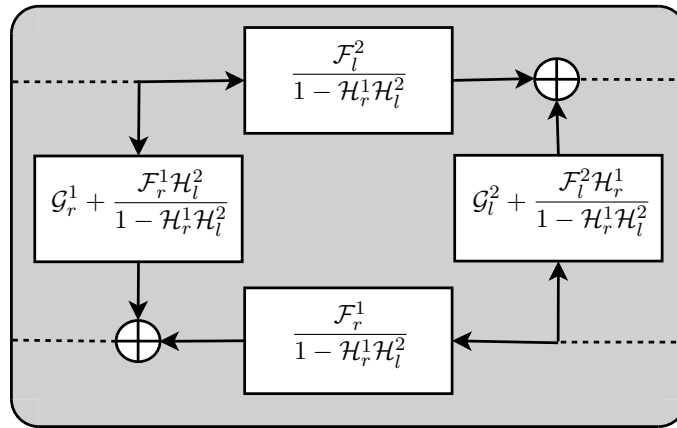 $\frac{\mathcal{F}_l^2}{1 - \mathcal{H}_r^1 \mathcal{H}_l^2}$
$\mathcal{G}_r^1 + \frac{\mathcal{F}_r^1 \mathcal{H}_l^2}{1 - \mathcal{H}_r^1 \mathcal{H}_l^2}$
$\mathcal{G}_l^2 + \frac{\mathcal{F}_l^2 \mathcal{H}_r^1}{1 - \mathcal{H}_r^1 \mathcal{H}_l^2}$
$\frac{\mathcal{F}_r^1}{1 - \mathcal{H}_r^1 \mathcal{H}_l^2}$